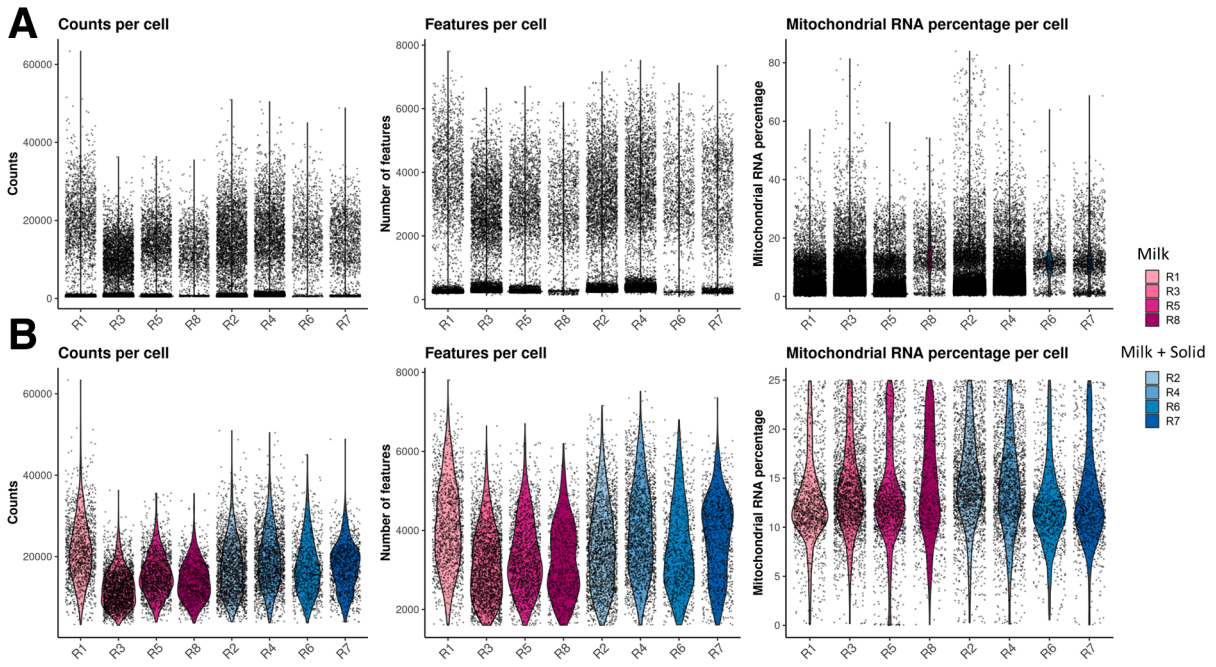 A
Counts per cell
Counts
60000
40000
20000
0
R1 R3 R5 R8 R2 R4 R6 R7
Features per cell
Number of features
8000
6000
4000
2000
0
R1 R3 R5 R8 R2 R4 R6 R7
Mitochondrial RNA percentage per cell
Mitochondrial RNA percentage
80
60
40
20
0
R1 R3 R5 R8 R2 R4 R6 R7
Milk
R1
R3
R5
R8
B
Counts per cell
Counts
60000
40000
20000
R1 R3 R5 R8 R2 R4 R6 R7
Features per cell
Number of features
8000
6000
4000
2000
R1 R3 R5 R8 R2 R4 R6 R7
Mitochondrial RNA percentage per cell
Mitochondrial RNA percentage
25
20
15
10
5
0
R1 R3 R5 R8 R2 R4 R6 R7
Milk + Solid
R2
R4
R6
R7